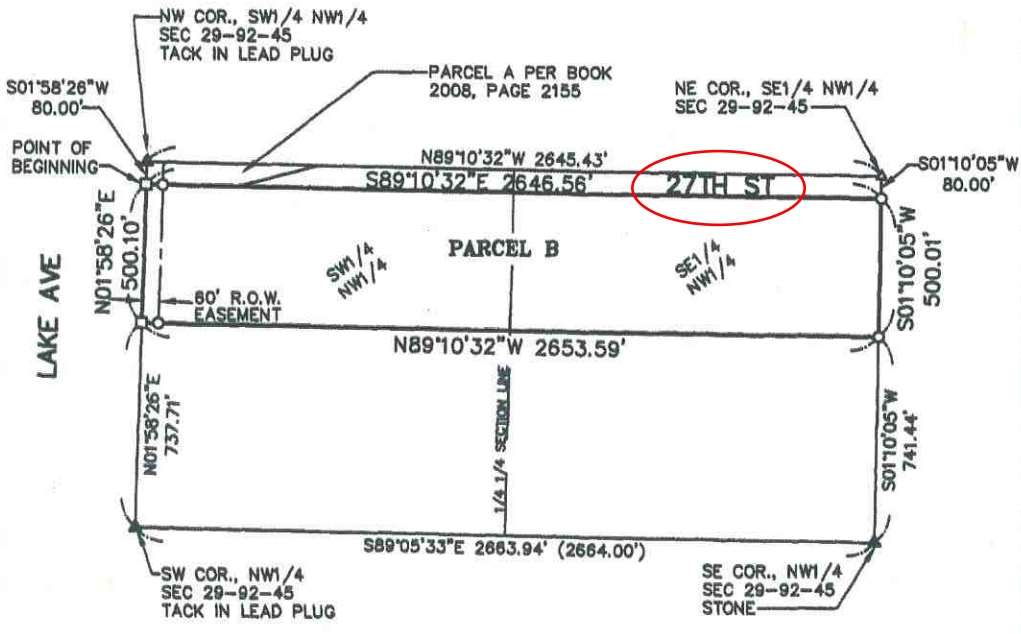 NW COR., SW1/4 NW1/4
SEC 29-92-45
TACK IN LEAD PLUG
S01°58'26"W
80.00'
PARCEL A PER BOOK
2008, PAGE 2155
NE COR., SE1/4 NW1/4
SEC 29-92-45
POINT OF
BEGINNING
N89°10'32"W 2645.43'
S01°10'05"W
80.00'
S89°10'32"E 2646.56'
27TH ST
LAKE AVE
N01°58'26"E
500.10'
PARCEL B
SW1/4
NW1/4
SE1/4
NW1/4
S01°10'05"W
500.01'
60' R.O.W.
EASEMENT
N89°10'32"W 2653.59'
N01°58'26"E
737.71'
1/4 1/4 SECTION LINE
S01°10'05"W
741.44'
S89°05'33"E 2663.94' (2664.00')
SW COR., NW1/4
SEC 29-92-45
TACK IN LEAD PLUG
SE COR., NW1/4
SEC 29-92-45
STONE